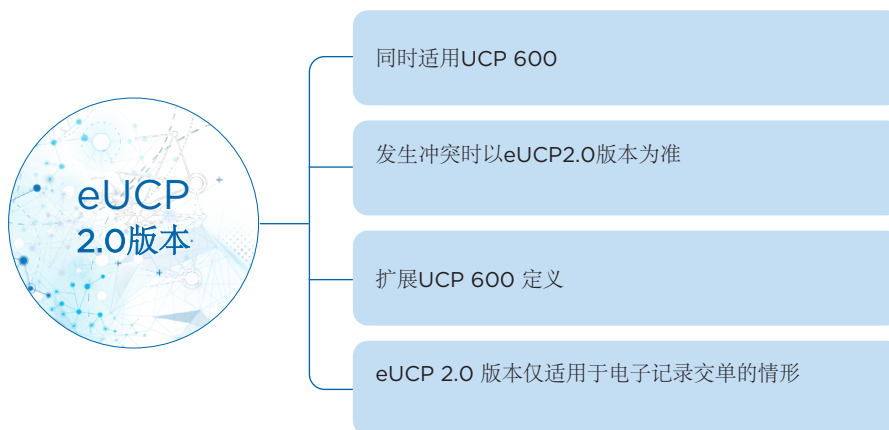 eUCP
2.0版本
同时适用UCP 600
发生冲突时以eUCP2.0版本为准
扩展UCP 600 定义
eUCP 2.0 版本仅适用于电子记录交单的情形